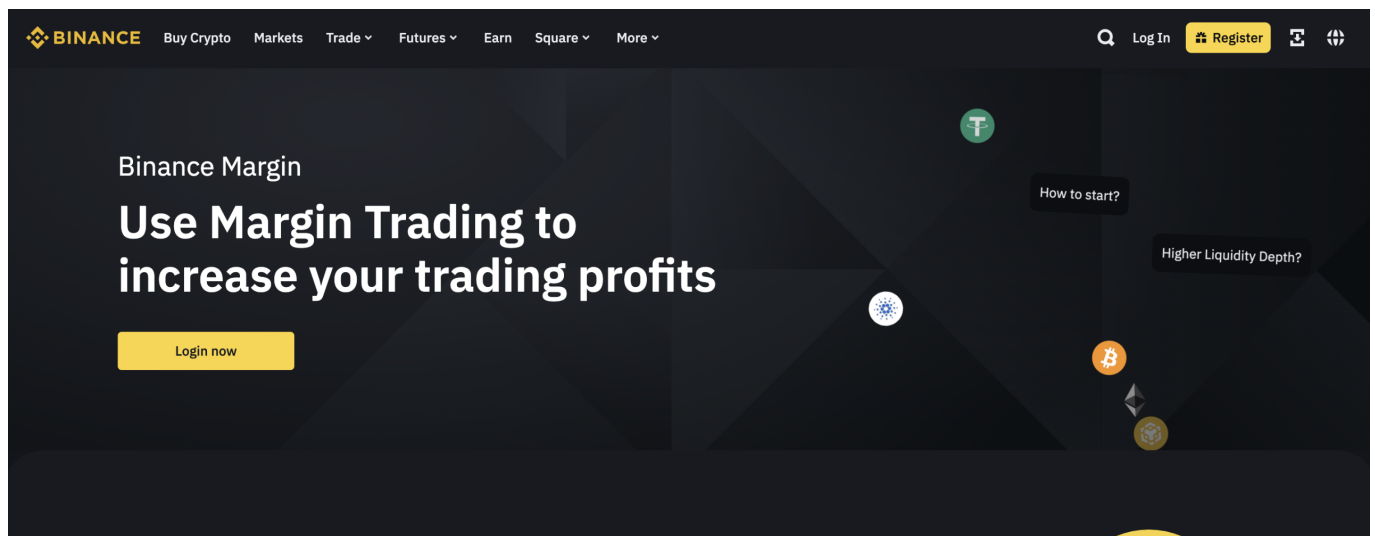 BINANCE Buy Crypto Markets Trade Futures Earn Square More Log In Register
Binance Margin
Use Margin Trading to
increase your trading profits
Login now
How to start?
Higher Liquidity Depth?